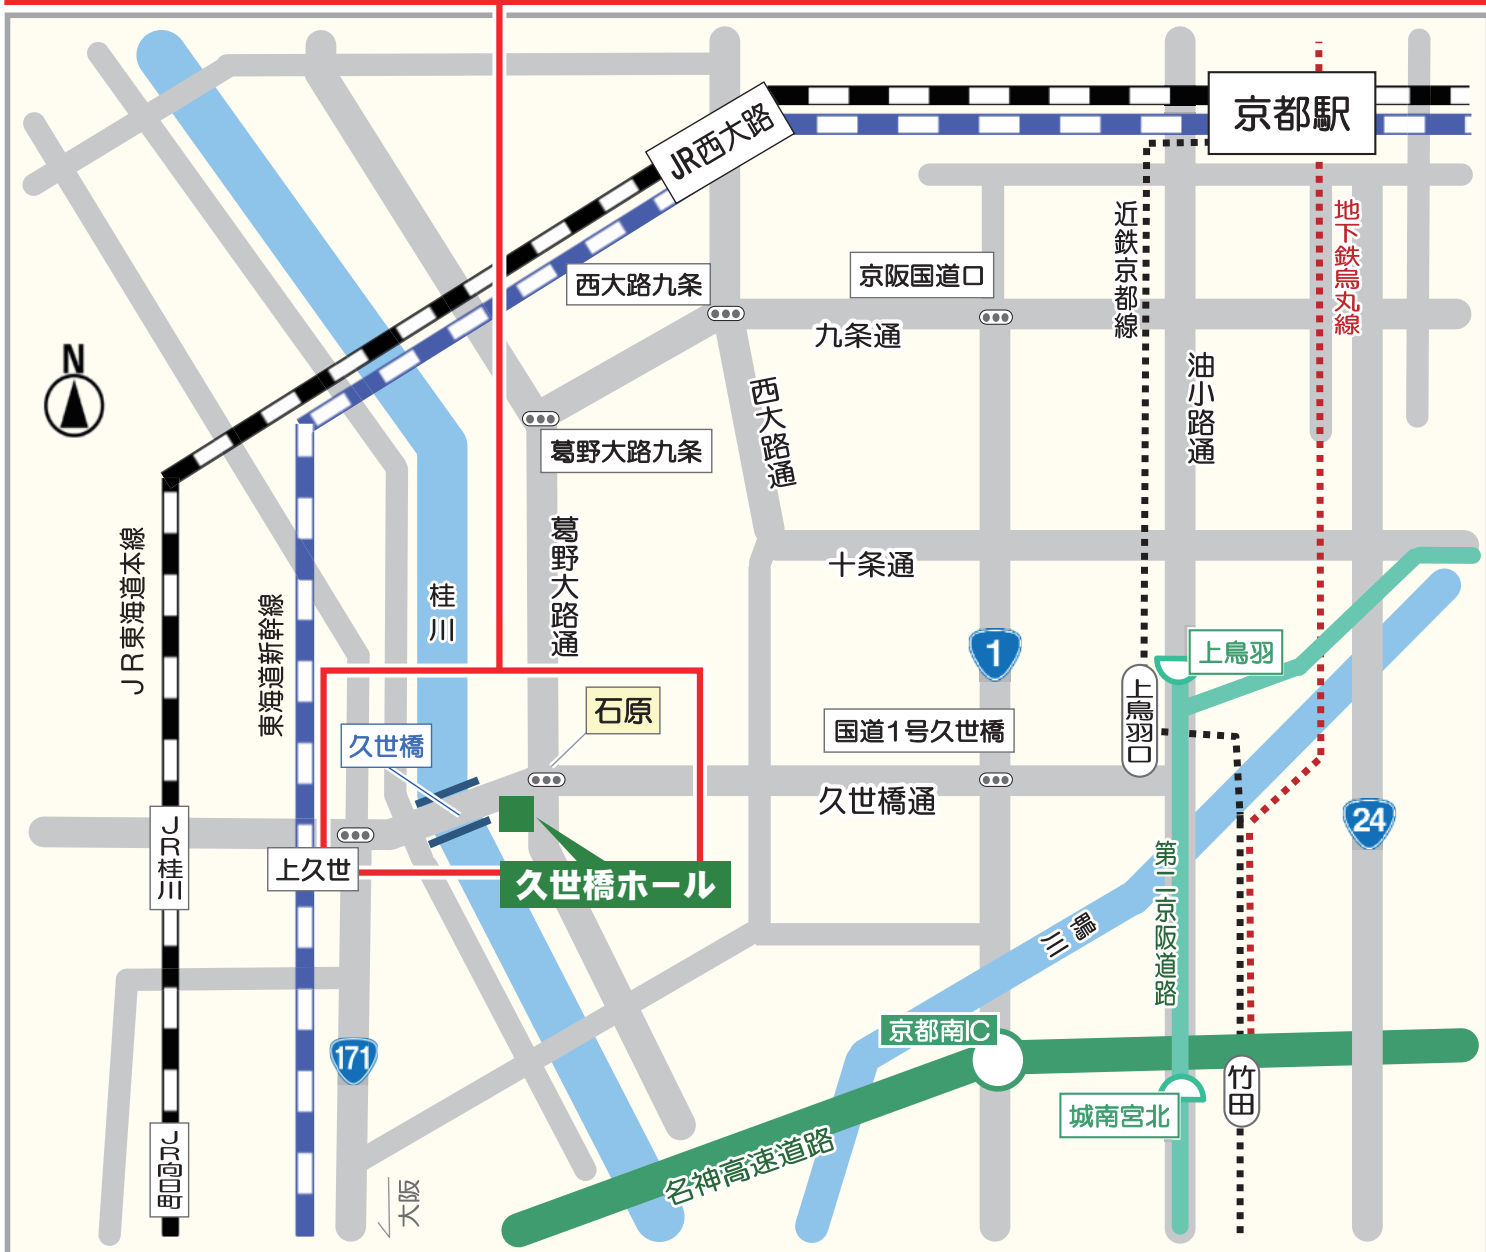 京都駅
JR西大路
近鉄京都線
地下鉄烏丸線
西大路九条
京阪国道口
九条通
N
油小路通
西大路通
葛野大路九条
葛野大路通
十条通
JR東海道本線
東海道新幹線
桂川
1
上鳥羽
上鳥羽口
石原
久世橋
国道1号久世橋
久世橋通
24
JR桂川
上久世
久世橋ホール
第二京阪道路
鴨川
京都南IC
171
竹田
城南宮北
名神高速道路
JR向日町
大阪